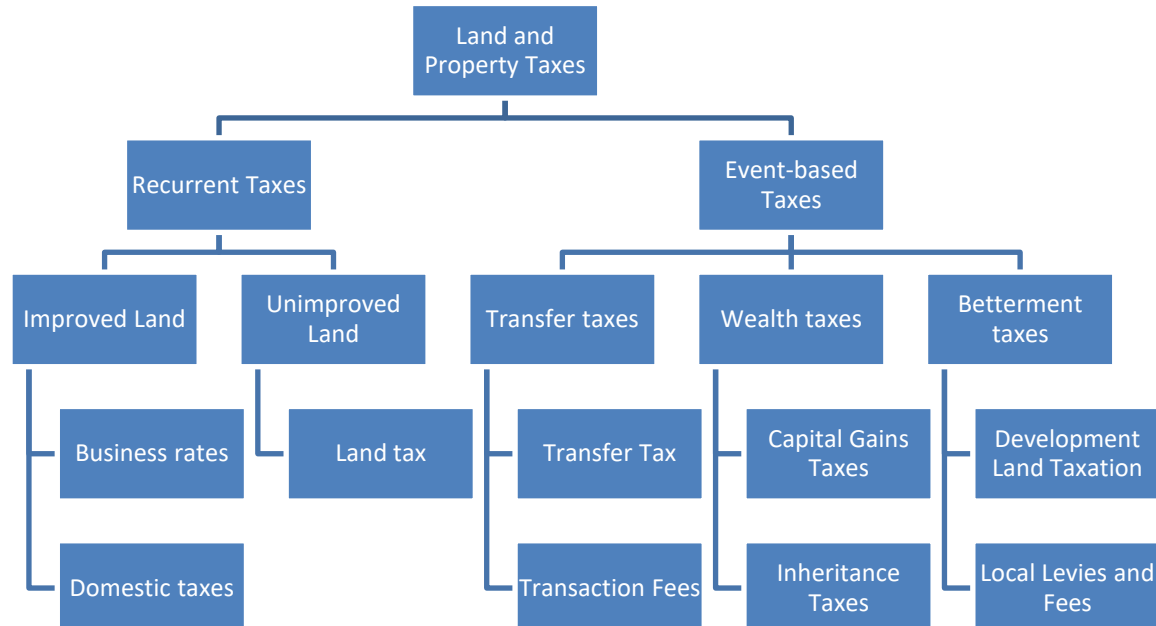 Land and
Property Taxes
Recurrent Taxes
Event-based
Taxes
Improved Land
Unimproved
Land
Transfer taxes
Wealth taxes
Betterment
taxes
Business rates
Land tax
Transfer Tax
Capital Gains
Taxes
Development
Land Taxation
Domestic taxes
Transaction Fees
Inheritance
Taxes
Local Levies and
Fees